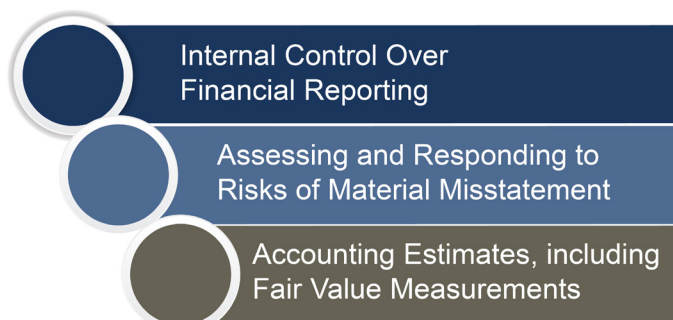 Internal Control Over
Financial Reporting
Assessing and Responding to
Risks of Material Misstatement
Accounting Estimates, including
Fair Value Measurements